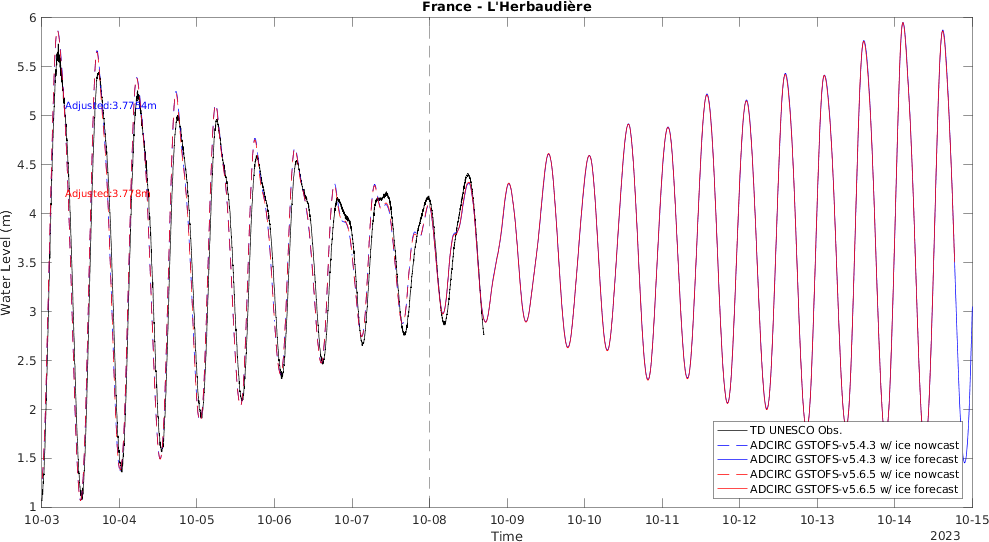 France - L'Herbaudière
Water Level (m)
6
5.5
5
4.5
4
3.5
3
2.5
2
1.5
1
Adjusted:3.7784m
Adjusted:3.778m
TD UNESCO Obs.
ADCIRC GSTOFS-v5.4.3 w/ ice nowcast
ADCIRC GSTOFS-v5.4.3 w/ ice forecast
ADCIRC GSTOFS-v5.6.5 w/ ice nowcast
ADCIRC GSTOFS-v5.6.5 w/ ice forecast
10-03 10-04 10-05 10-06 10-07 10-08 10-09 10-10 10-11 10-12 10-13 10-14 10-15
Time
2023